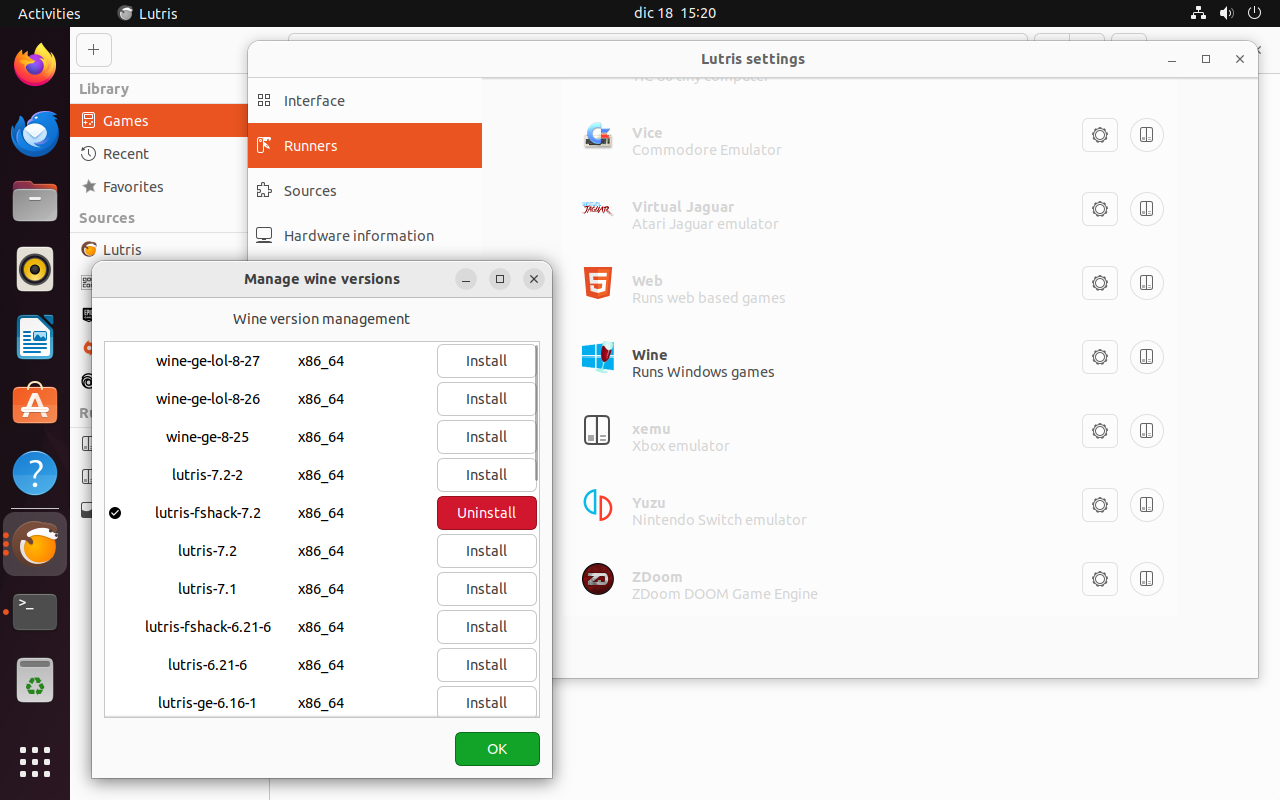 Activities
Lutris
dic 18 15:20
Library
Games
Recent
Favorites
Sources
Lutris
Lutris settings
Interface
Runners
Sources
Hardware information
Vice
Commodore Emulator
Virtual Jaguar
Atari Jaguar emulator
Web
Runs web based games
Wine
Runs Windows games
xemu
Xbox emulator
Yuzu
Nintendo Switch emulator
ZDoom
ZDoom DOOM Game Engine
Manage wine versions
Wine version management
wine-ge-lol-8-27 x86_64 Install
wine-ge-lol-8-26 x86_64 Install
wine-ge-8-25 x86_64 Install
lutris-7.2-2 x86_64 Install
lutris-fshack-7.2 x86_64 Uninstall
lutris-7.2 x86_64 Install
lutris-7.1 x86_64 Install
lutris-fshack-6.21-6 x86_64 Install
lutris-6.21-6 x86_64 Install
lutris-ge-6.16-1 x86_64 Install
OK